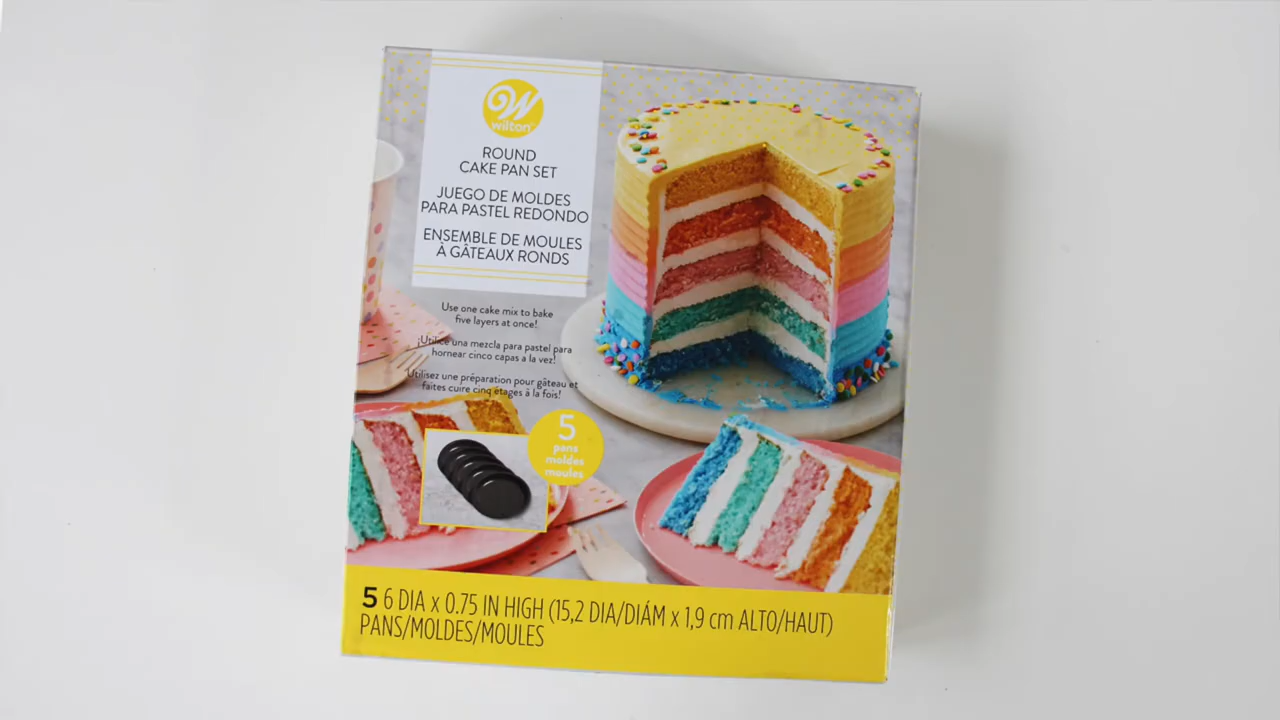 wilton
ROUND
CAKE PAN SET
JUEGO DE MOLDES
PARA PASTEL REDONDO
ENSEMBLE DE MOULES
À GÂTEAUX RONDS
Use one cake mix to bake
five layers at once!
¡Utilice una mezcla para pastel para
hornear cinco capas a la vez!
Utilisez une préparation pour gâteau et
faites cuire cinq étages à la fois!
5
pans
moldes
moules
5 6 DIA x 0.75 IN HIGH (15,2 DIA/DIÁM x 1,9 cm ALTO/HAUT)
PANS/MOLDES/MOULES